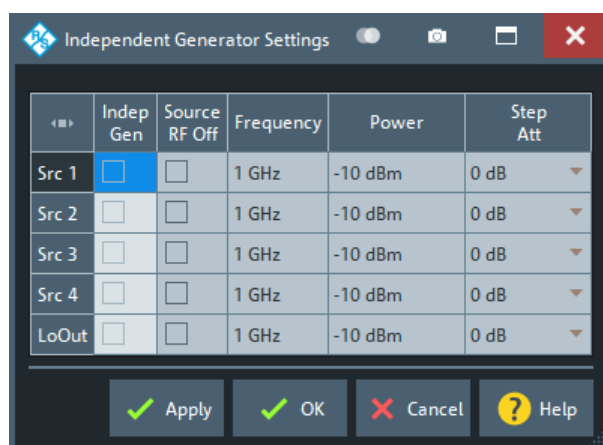 R&S Independent Generator Settings
Indep Gen Source RF Off Frequency Power Step Att
Src 1 1 GHz -10 dBm 0 dB
Src 2 1 GHz -10 dBm 0 dB
Src 3 1 GHz -10 dBm 0 dB
Src 4 1 GHz -10 dBm 0 dB
LoOut 1 GHz -10 dBm 0 dB
Apply OK Cancel ? Help